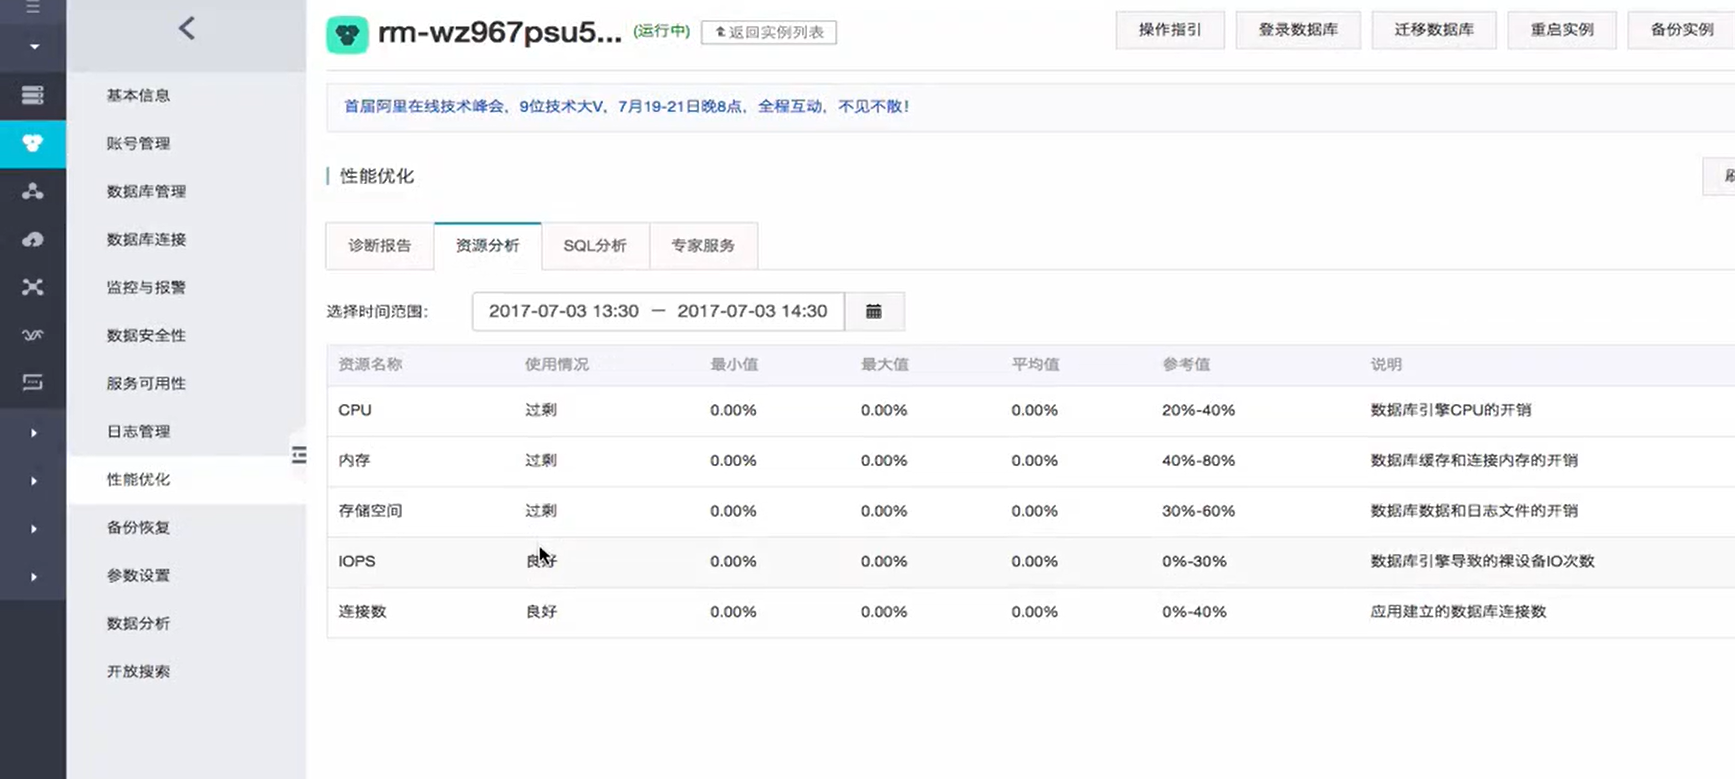 rm-wz967psu5... (运行中) 返回实例列表 操作指引 登录数据库 迁移数据库 重启实例 备份实例
首届阿里在线技术峰会，9位技术大V，7月19-21日晚8点，全程互动，不见不散！
基本信息
账号管理
数据库管理
数据库连接
监控与报警
数据安全性
服务可用性
日志管理
性能优化
备份恢复
参数设置
数据分析
开放搜索
性能优化
诊断报告 资源分析 SQL分析 专家服务
选择时间范围： 2017-07-03 13:30 — 2017-07-03 14:30
资源名称 使用情况 最小值 最大值 平均值 参考值 说明
CPU 过剩 0.00% 0.00% 0.00% 20%-40% 数据库引擎CPU的开销
内存 过剩 0.00% 0.00% 0.00% 40%-80% 数据库缓存和连接内存的开销
存储空间 过剩 0.00% 0.00% 0.00% 30%-60% 数据库数据和日志文件的开销
IOPS 良好 0.00% 0.00% 0.00% 0%-30% 数据库引擎导致的裸设备IO次数
连接数 良好 0.00% 0.00% 0.00% 0%-40% 应用建立的数据库连接数